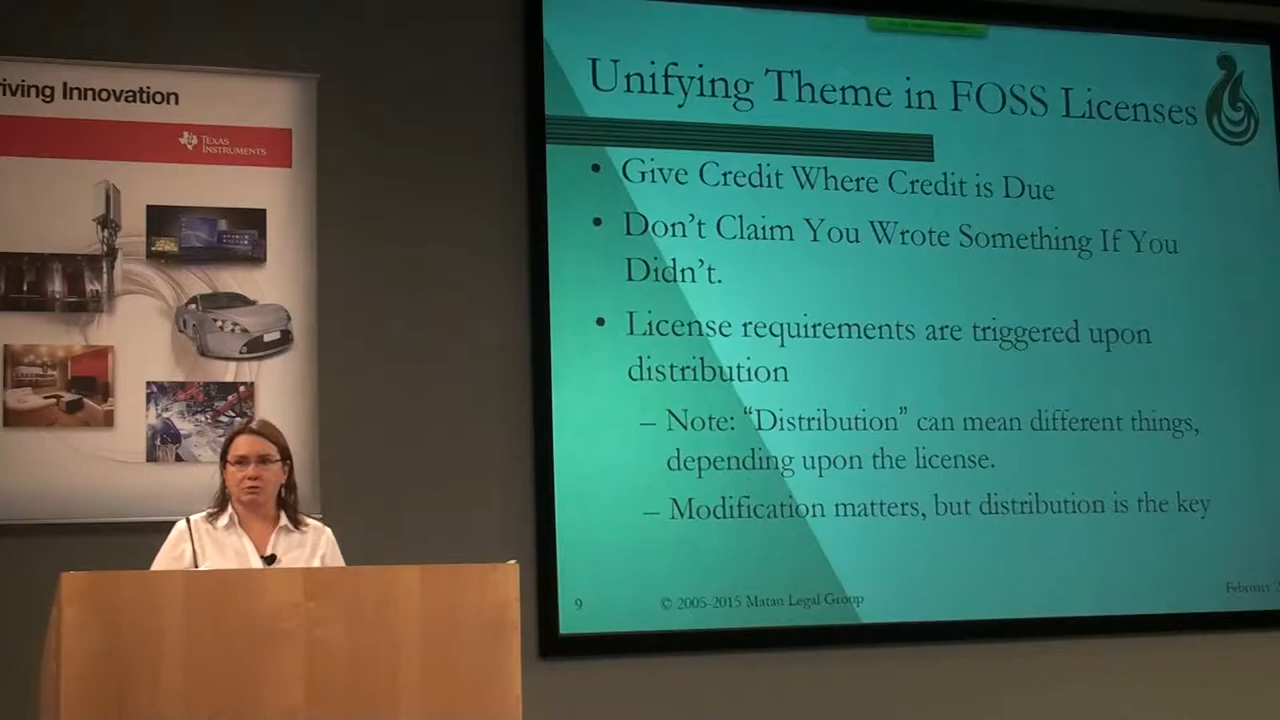 riving Innovation
TEXAS
INSTRUMENTS
Unifying Theme in FOSS Licenses
• Give Credit Where Credit is Due
• Don’t Claim You Wrote Something If You
Didn’t.
• License requirements are triggered upon
distribution
– Note: “Distribution” can mean different things,
depending upon the license.
– Modification matters, but distribution is the key
9
© 2005-2015 Matan Legal Group
February